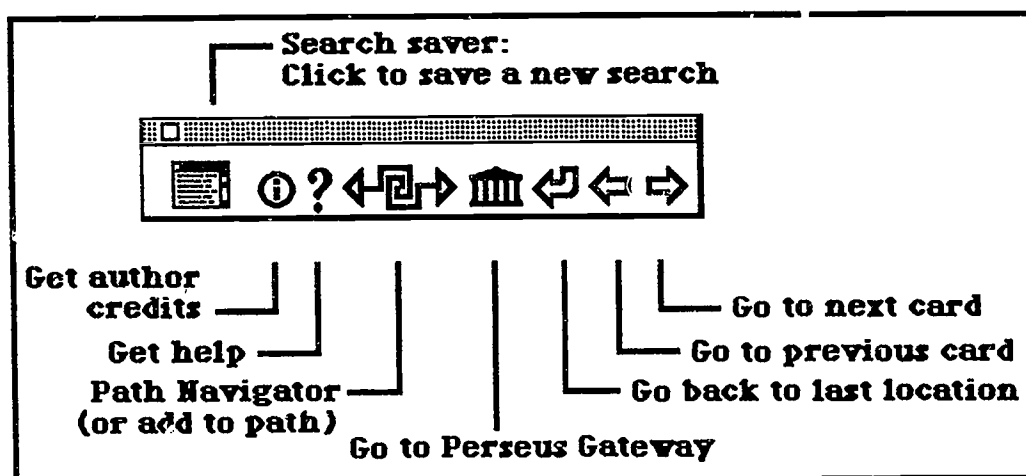 Search saver:
Click to save a new search
Get author
credits
Go to next card
Get help
Go to previous card
Path Navigator
(or add to path)
Go back to last location
Go to Perseus Gateway